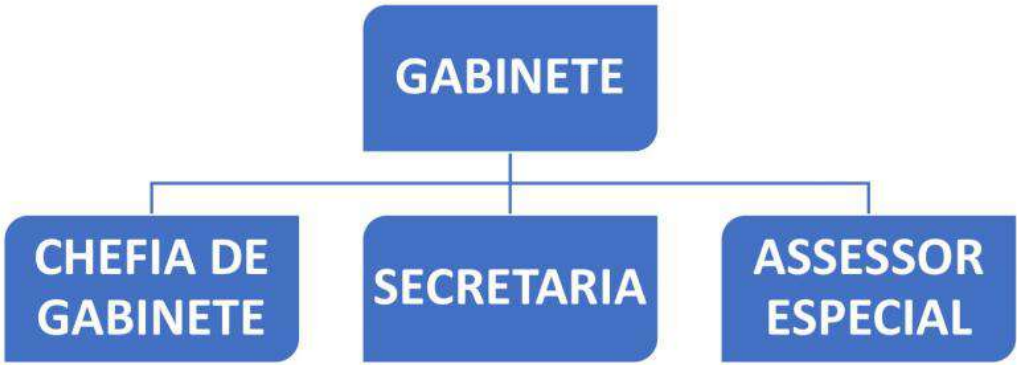 GABINETE
CHEFIA DE
GABINETE
SECRETARIA
ASSESSOR
ESPECIAL